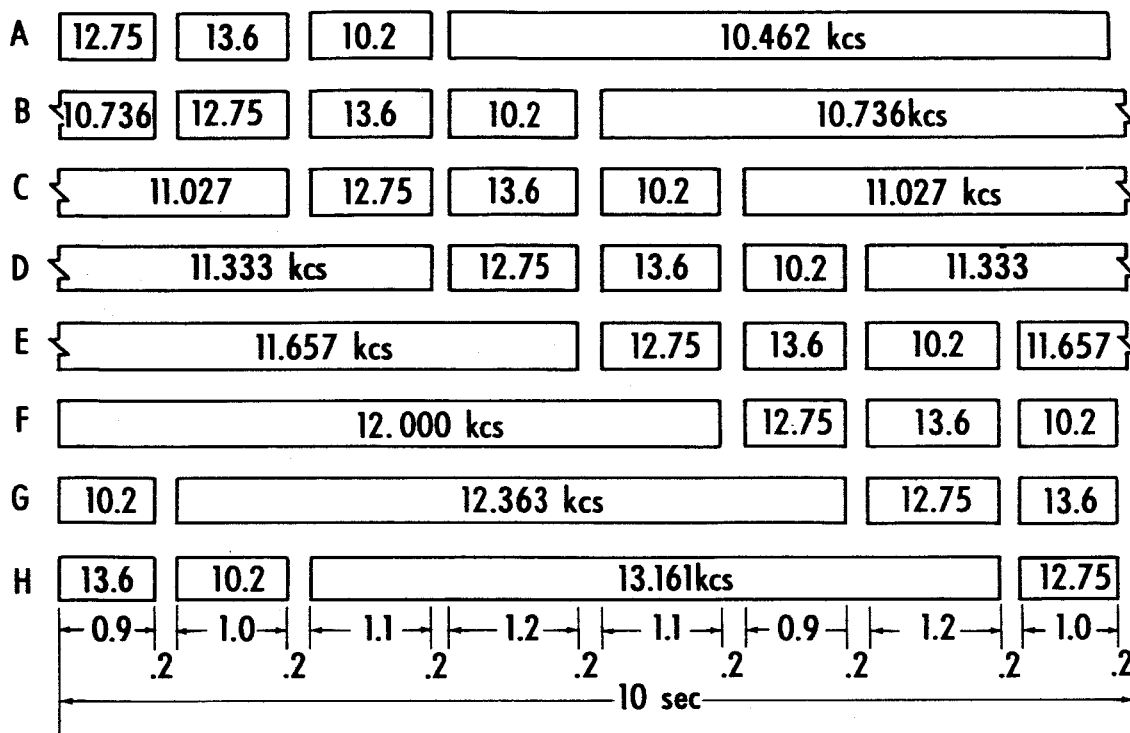 A 12.75 13.6 10.2 10.462 kcs
B 10.736 12.75 13.6 10.2 10.736kcs
C 11.027 12.75 13.6 10.2 11.027 kcs
D 11.333 kcs 12.75 13.6 10.2 11.333
E 11.657 kcs 12.75 13.6 10.2 11.657
F 12.000 kcs 12.75 13.6 10.2
G 10.2 12.363 kcs 12.75 13.6
H 13.6 10.2 13.161kcs 12.75
0.9 1.0 1.1 1.2 1.1 0.9 1.2 1.0
.2 .2 .2 .2 .2 .2 .2 .2
10 sec